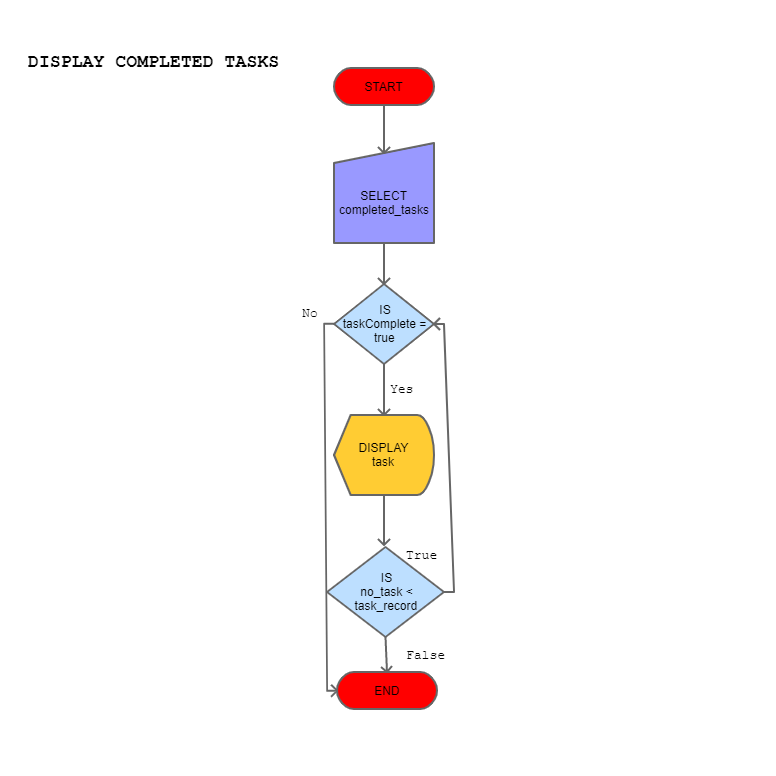 DISPLAY COMPLETED TASKS
START
SELECT
completed_tasks
IS
taskComplete =
true
No
Yes
DISPLAY
task
True
IS
no_task <
task_record
False
END